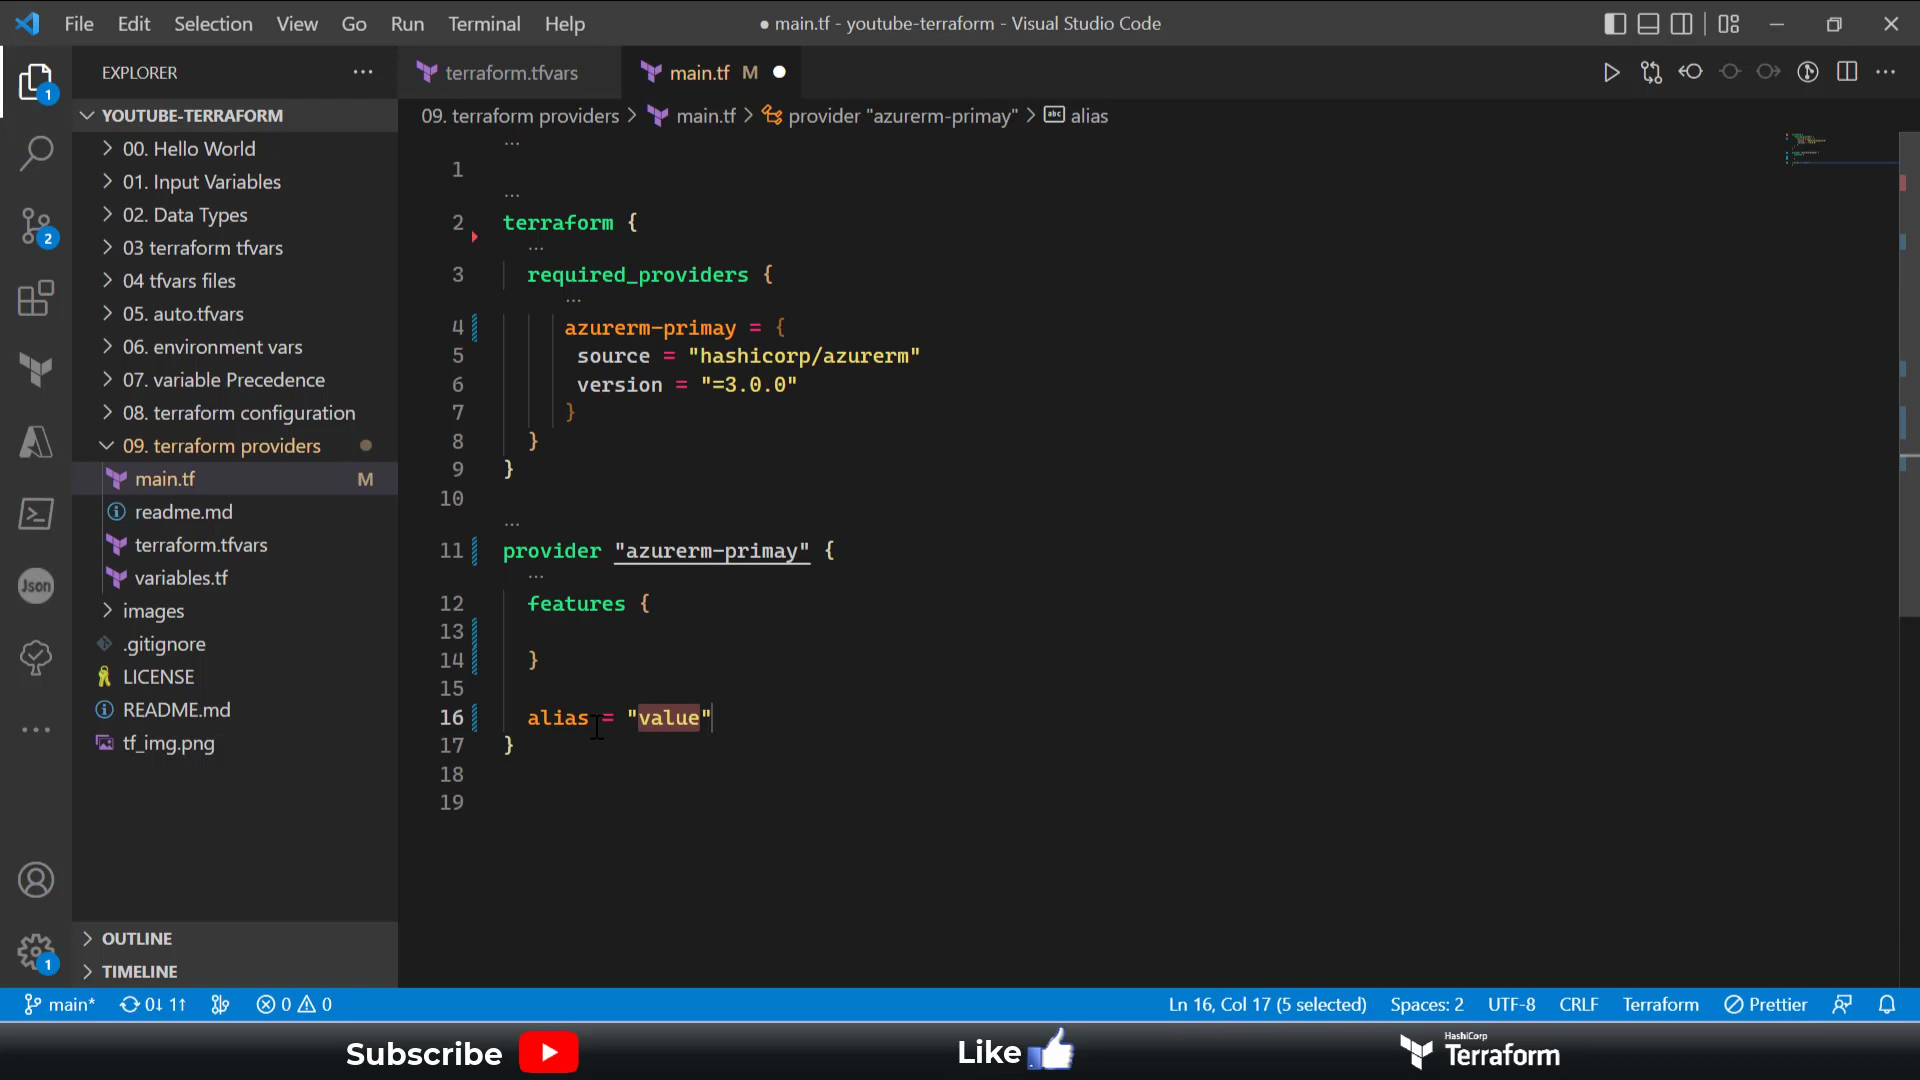 File Edit Selection View Go Run Terminal Help
● main.tf - youtube-terraform - Visual Studio Code
EXPLORER ...
terraform.tfvars
main.tf M
YOUTUBE-TERRAFORM
09. terraform providers > main.tf > provider "azurerm-primay" > alias
00. Hello World
01. Input Variables
02. Data Types
03 terraform tfvars
04 tfvars files
05. auto.tfvars
06. environment vars
07. variable Precedence
08. terraform configuration
09. terraform providers
main.tf M
readme.md
terraform.tfvars
variables.tf
images
.gitignore
LICENSE
README.md
tf_img.png
OUTLINE
TIMELINE
1
2
Json
1
...
1
...
2 terraform {
...
3 required_providers {
...
4 azurerm-primay = {
5 source = "hashicorp/azurerm"
6 version = "=3.0.0"
7 }
8 }
9 }
10
...
11 provider "azurerm-primay" {
...
12 features {
13
14 }
15
16 alias = "value"
17 }
18
19
main* 0↓ 1↑ 0 0
Ln 16, Col 17 (5 selected) Spaces: 2 UTF-8 CRLF Terraform Prettier
Subscribe
Like
HashiCorp
Terraform